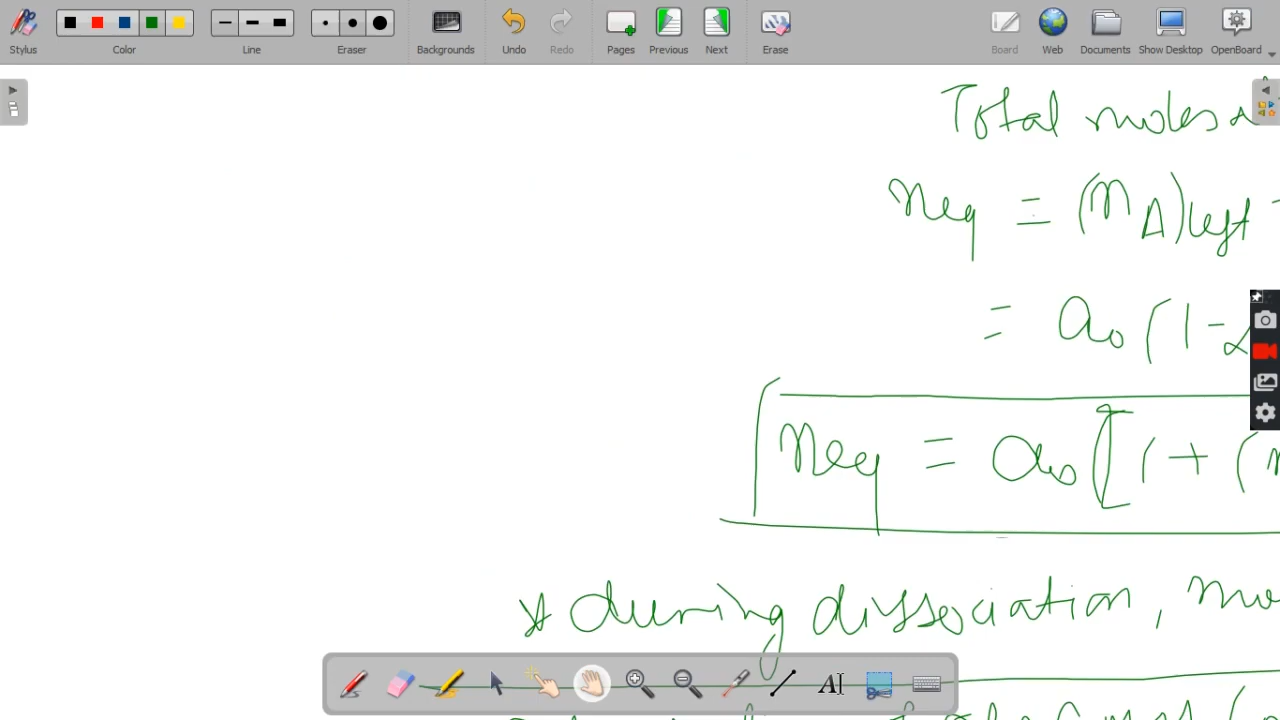 Stylus Color Line Eraser Backgrounds Undo Redo Pages Previous Next Erase Board Web Documents Show Desktop OpenBoard
Total moles
neq = (nA)left
= a₀(1-α
neq = a₀[1+(n
* during dissociation, mo